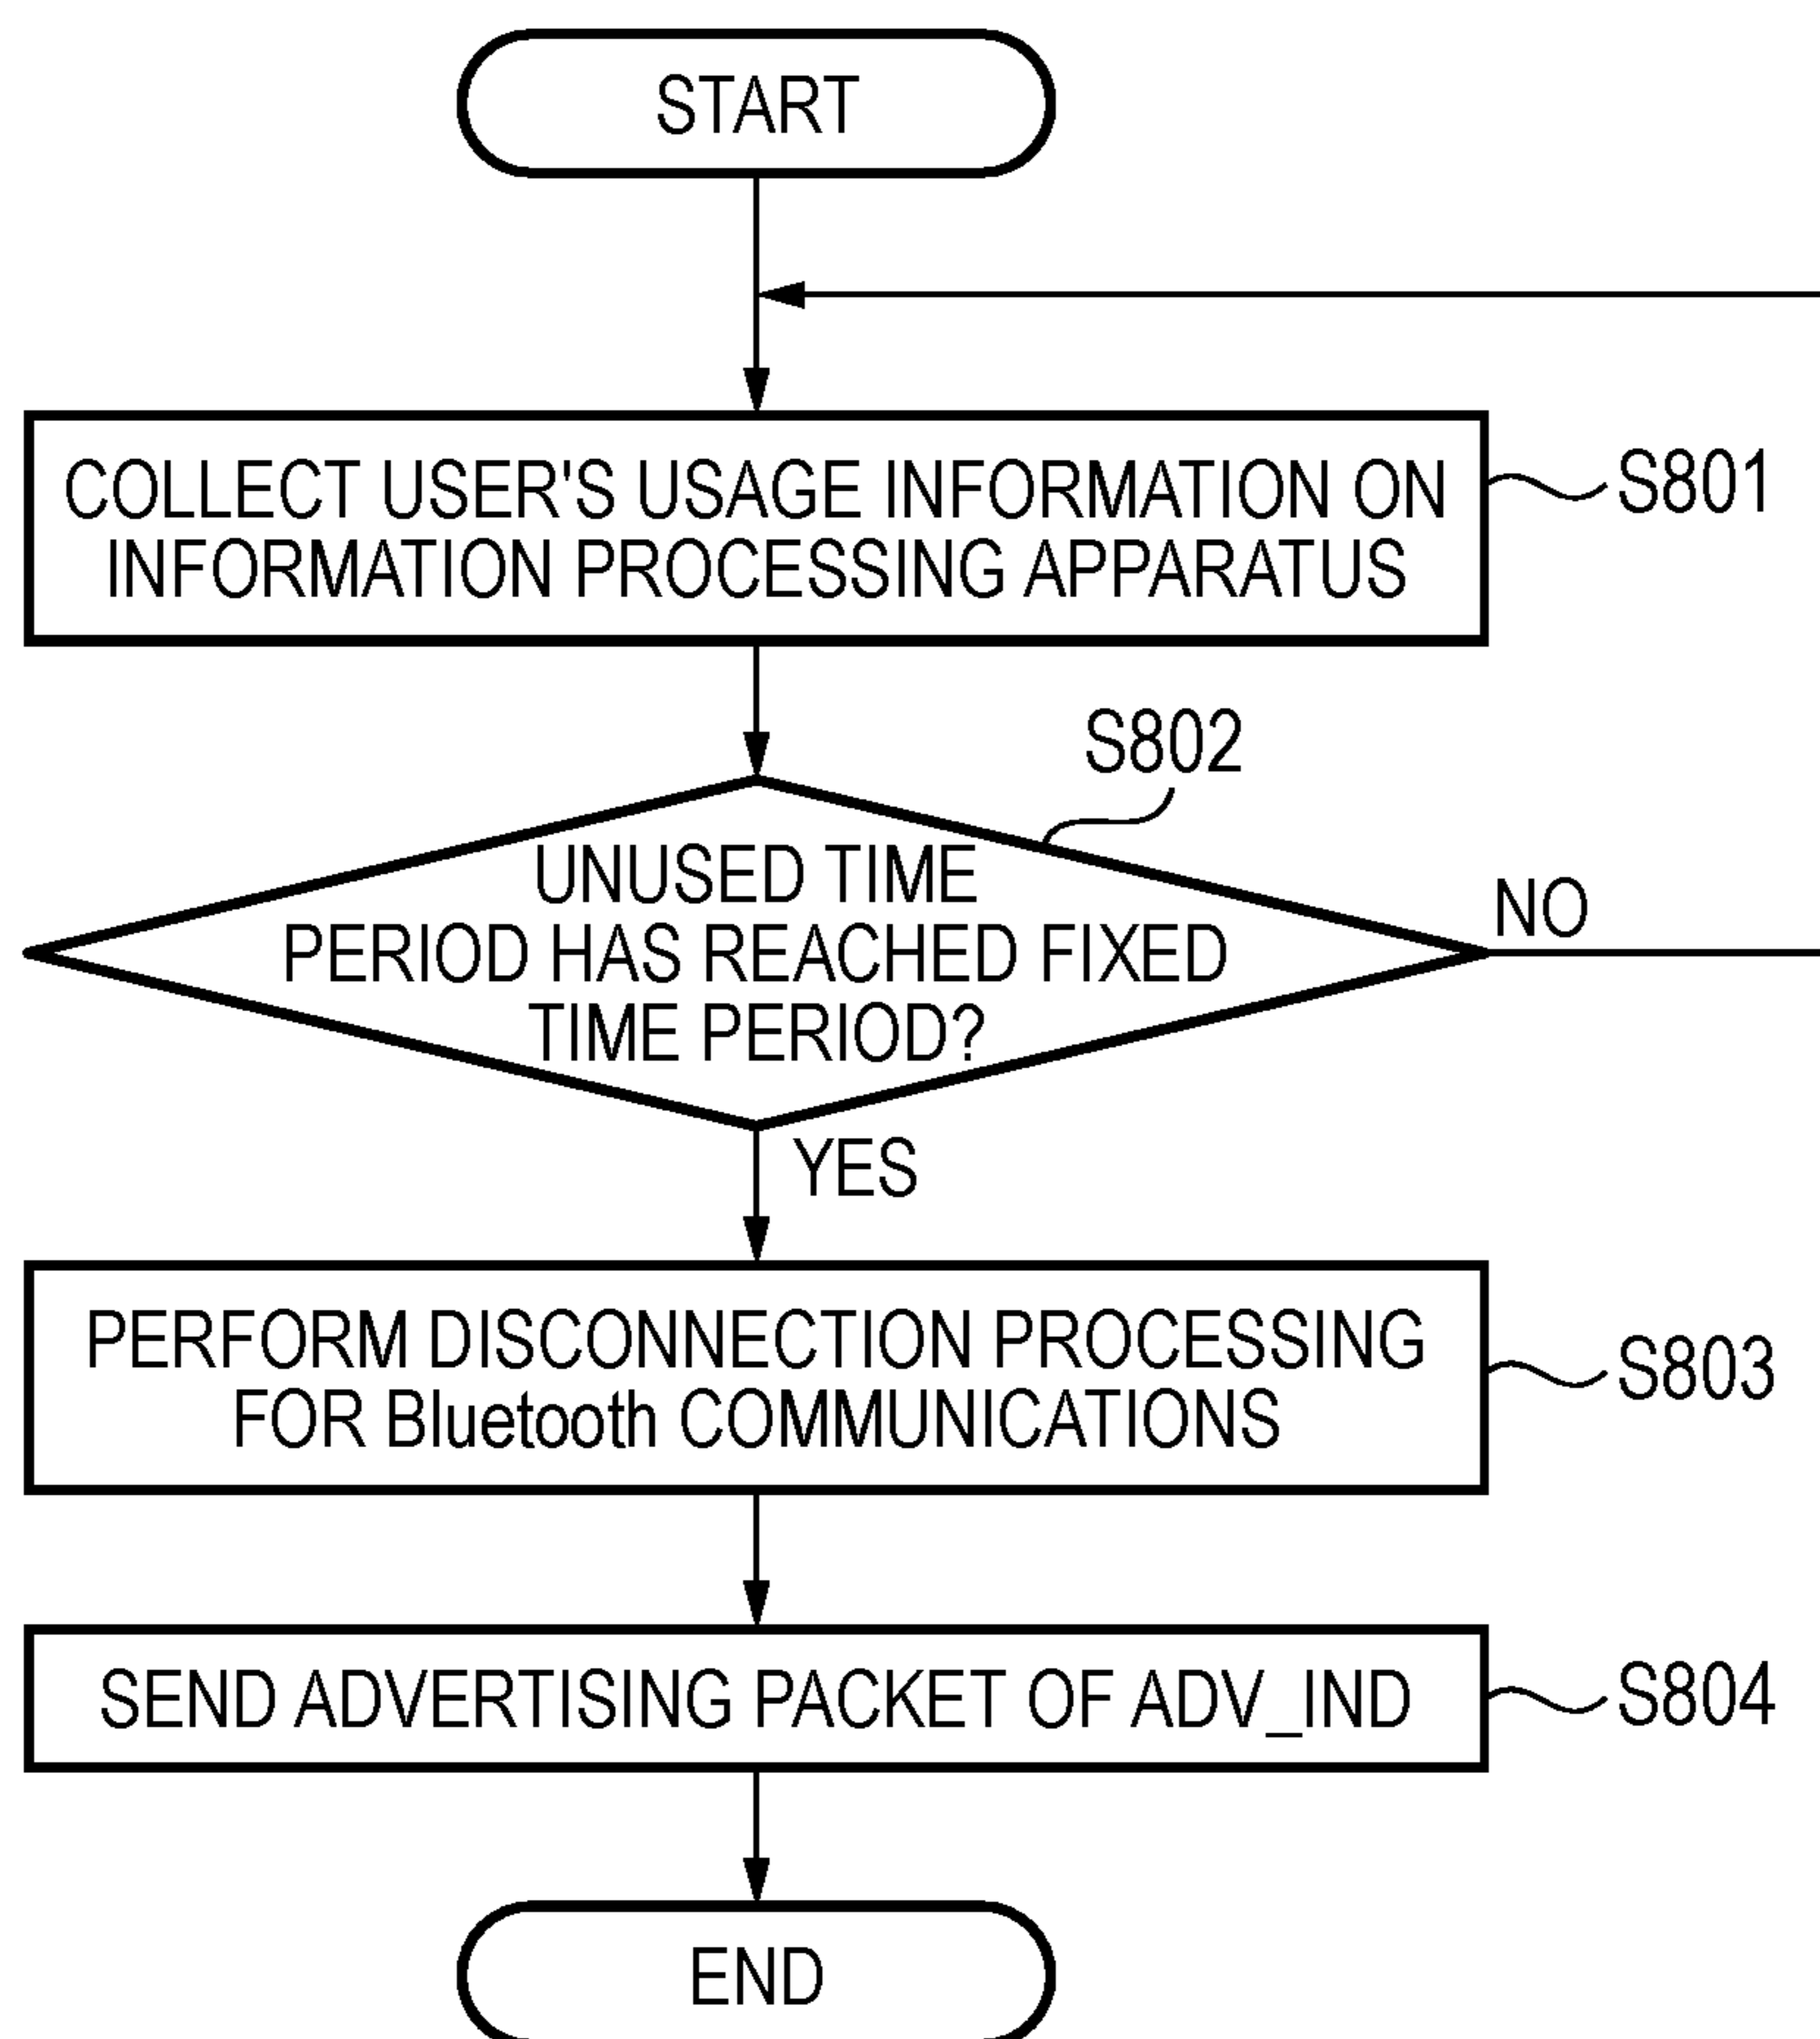 START
COLLECT USER'S USAGE INFORMATION ON
INFORMATION PROCESSING APPARATUS
S801
S802
UNUSED TIME
PERIOD HAS REACHED FIXED
TIME PERIOD?
NO
YES
PERFORM DISCONNECTION PROCESSING
FOR Bluetooth COMMUNICATIONS
S803
SEND ADVERTISING PACKET OF ADV_IND
S804
END